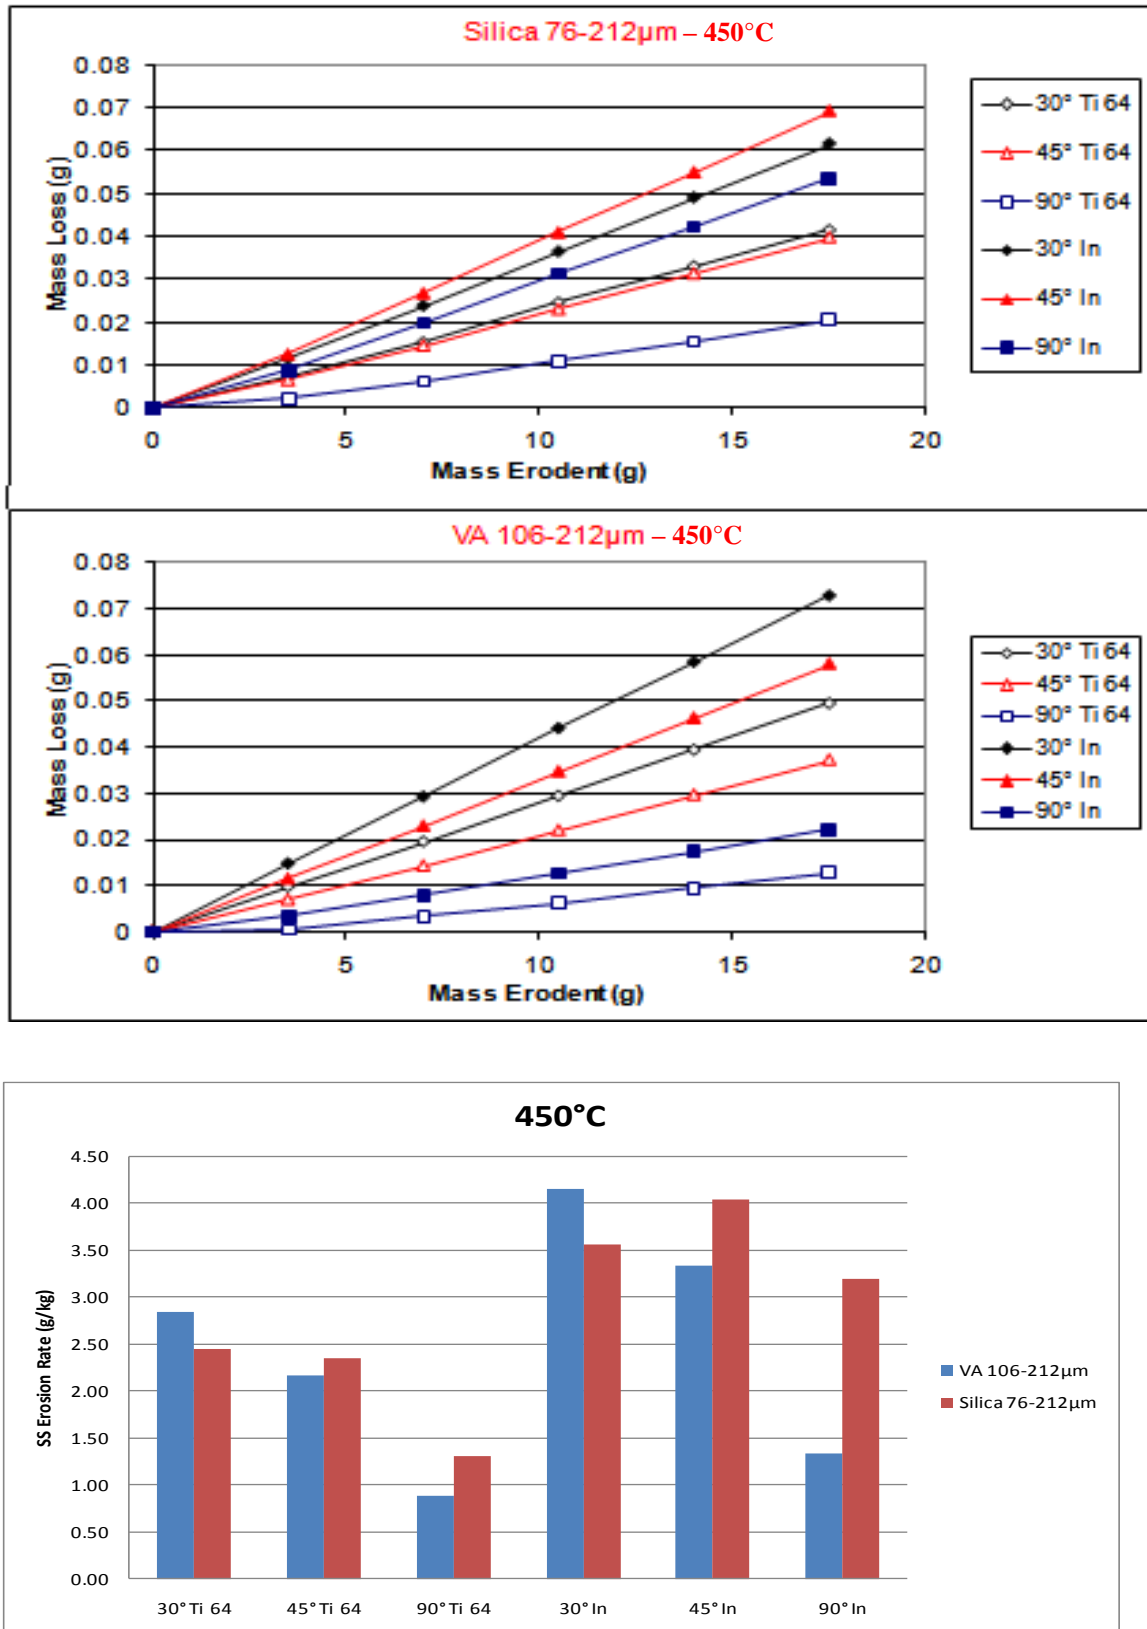 Silica 76-212µm – 450°C
0.08
0.07
0.06
0.05
0.04
0.03
0.02
0.01
0
Mass Loss (g)
0 5 10 15 20
Mass Erodent (g)
30° Ti 64
45° Ti 64
90° Ti 64
30° In
45° In
90° In
VA 106-212µm – 450°C
0.08
0.07
0.06
0.05
0.04
0.03
0.02
0.01
0
Mass Loss (g)
0 5 10 15 20
Mass Erodent (g)
30° Ti 64
45° Ti 64
90° Ti 64
30° In
45° In
90° In
450°C
4.50
4.00
3.50
3.00
2.50
2.00
1.50
1.00
0.50
0.00
SS Erosion Rate (g/kg)
30° Ti 64 45° Ti 64 90° Ti 64 30° In 45° In 90° In
VA 106-212µm
Silica 76-212µm